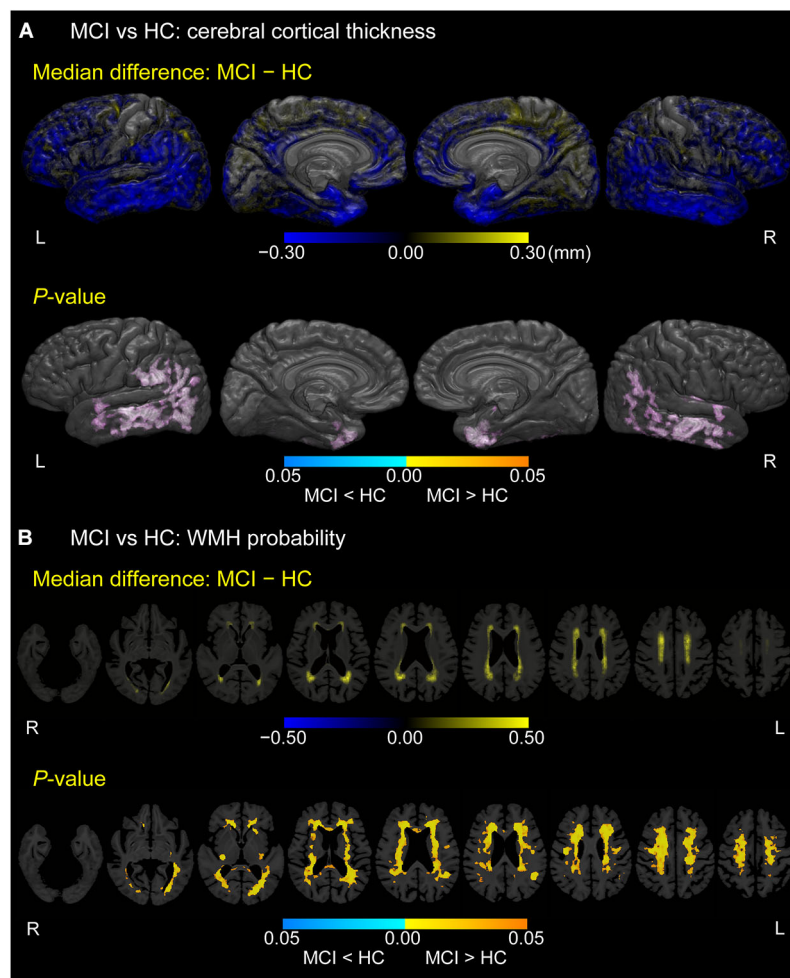 A MCI vs HC: cerebral cortical thickness
Median difference: MCI − HC
L
R
−0.30 0.00 0.30 (mm)
P-value
L
R
0.05 0.00 0.05
MCI < HC MCI > HC
B MCI vs HC: WMH probability
Median difference: MCI − HC
R
L
−0.50 0.00 0.50
P-value
R
L
0.05 0.00 0.05
MCI < HC MCI > HC